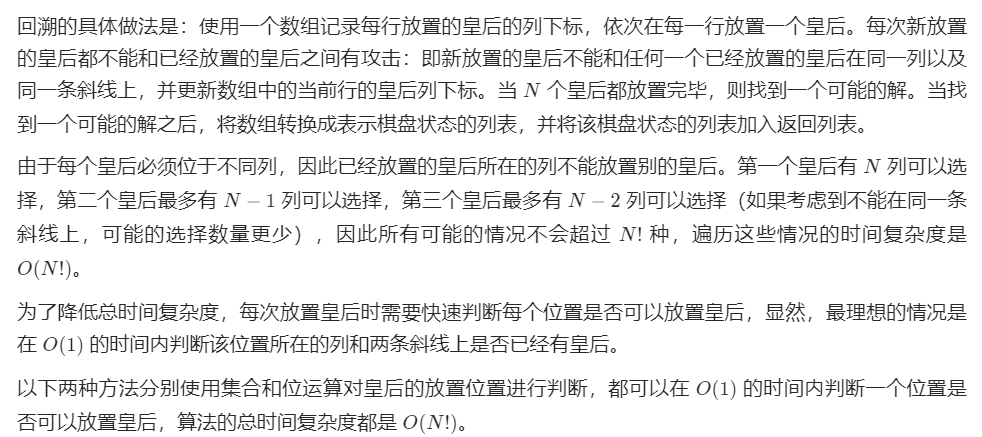 回溯的具体做法是：使用一个数组记录每行放置的皇后的列下标，依次在每一行放置一个皇后。每次新放置
的皇后都不能和已经放置的皇后之间有攻击：即新放置的皇后不能和任何一个已经放置的皇后在同一列以及
同一条斜线上，并更新数组中的当前行的皇后列下标。当 N 个皇后都放置完毕，则找到一个可能的解。当找
到一个可能的解之后，将数组转换成表示棋盘状态的列表，并将该棋盘状态的列表加入返回列表。
由于每个皇后必须位于不同列，因此已经放置的皇后所在的列不能放置别的皇后。第一个皇后有 N 列可以选
择，第二个皇后最多有 N − 1 列可以选择，第三个皇后最多有 N − 2 列可以选择（如果考虑到不能在同一条
斜线上，可能的选择数量更少），因此所有可能的情况不会超过 N! 种，遍历这些情况的时间复杂度是
O(N!)。
为了降低总时间复杂度，每次放置皇后时需要快速判断每个位置是否可以放置皇后，显然，最理想的情况是
在 O(1) 的时间内判断该位置所在的列和两条斜线上是否已经有皇后。
以下两种方法分别使用集合和位运算对皇后的放置位置进行判断，都可以在 O(1) 的时间内判断一个位置是
否可以放置皇后，算法的总时间复杂度都是 O(N!)。